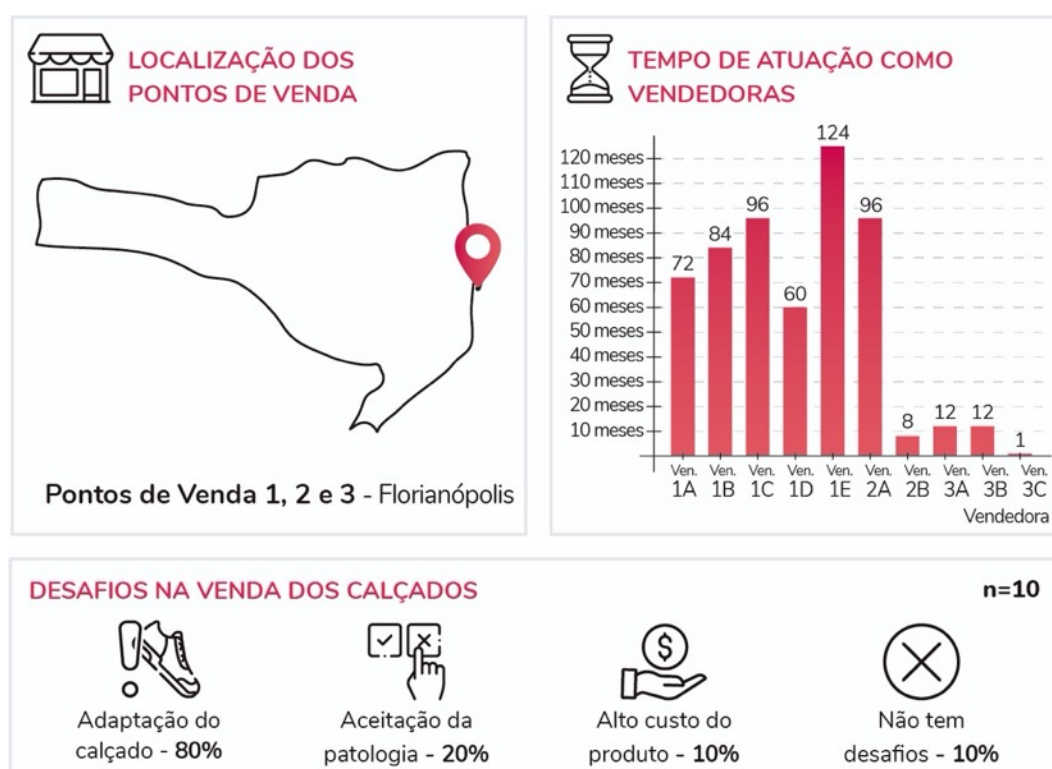 LOCALIZAÇÃO DOS
PONTOS DE VENDA
Pontos de Venda 1, 2 e 3 - Florianópolis
TEMPO DE ATUAÇÃO COMO
VENDEDORAS
120 meses
110 meses
100 meses
90 meses
80 meses
70 meses
60 meses
50 meses
40 meses
30 meses
20 meses
10 meses
72
84
96
60
124
96
8
12
12
1
Ven. Ven. Ven. Ven. Ven. Ven. Ven. Ven. Ven. Ven.
1A 1B 1C 1D 1E 2A 2B 3A 3B 3C
Vendedora
DESAFIOS NA VENDA DOS CALÇADOS
n=10
Adaptação do
calçado - 80%
Aceitação da
patologia - 20%
Alto custo do
produto - 10%
Não tem
desafios - 10%